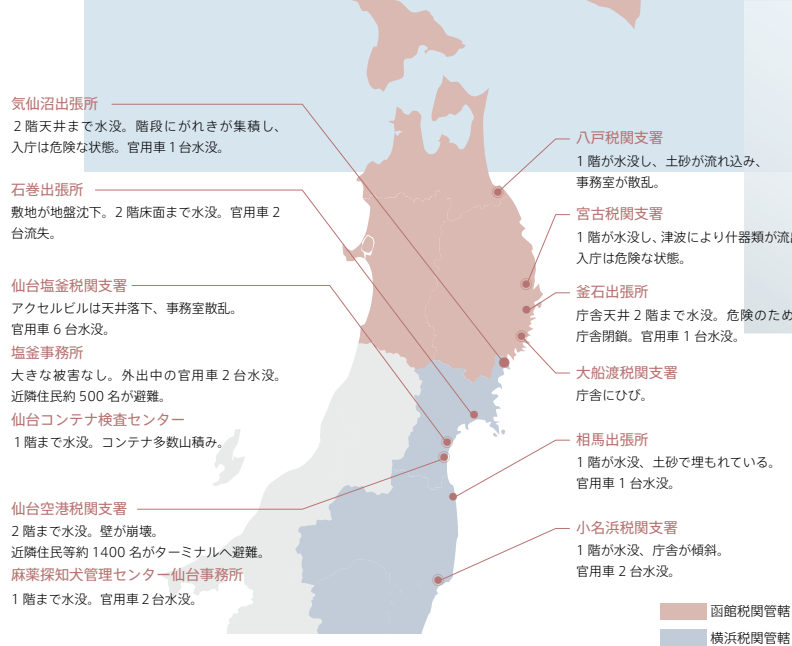 気仙沼出張所
2階天井まで水没。階段にがれきが集積し、
入庁は危険な状態。官用車1台水没。
石巻出張所
敷地が地盤沈下。2階床面まで水没。官用車2
台流失。
仙台塩釜税関支署
アクセルビルは天井落下、事務室散乱。
官用車6台水没。
塩釜事務所
大きな被害なし。外出中の官用車2台水没。
近隣住民約500名が避難。
仙台コンテナ検査センター
1階まで水没。コンテナ多数山積み。
仙台空港税関支署
2階まで水没。壁が崩壊。
近隣住民等約1400名がターミナルへ避難。
麻薬探知犬管理センター仙台事務所
1階まで水没。官用車2台水没。
八戸税関支署
1階が水没し、土砂が流れ込み、
事務室が散乱。
宮古税関支署
1階が水没し、津波により什器類が流
入庁は危険な状態。
釜石出張所
庁舎天井2階まで水没。危険のため
庁舎閉鎖。官用車1台水没。
大船渡税関支署
庁舎にひび。
相馬出張所
1階が水没、土砂で埋もれている。
官用車1台水没。
小名浜税関支署
1階が水没、庁舎が傾斜。
官用車2台水没。
函館税関管轄
横浜税関管轄